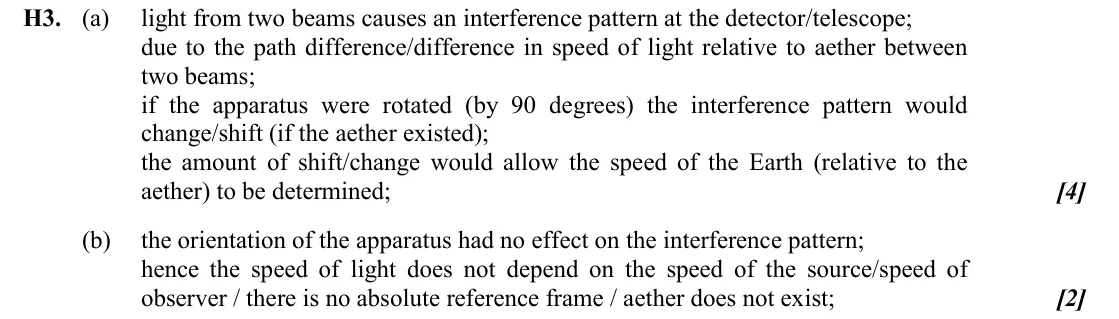 H3. (a) light from two beams causes an interference pattern at the detector/telescope;
due to the path difference/difference in speed of light relative to aether between
two beams;
if the apparatus were rotated (by 90 degrees) the interference pattern would
change/shift (if the aether existed);
the amount of shift/change would allow the speed of the Earth (relative to the
aether) to be determined; [4]
(b) the orientation of the apparatus had no effect on the interference pattern;
hence the speed of light does not depend on the speed of the source/speed of
observer / there is no absolute reference frame / aether does not exist; [2]